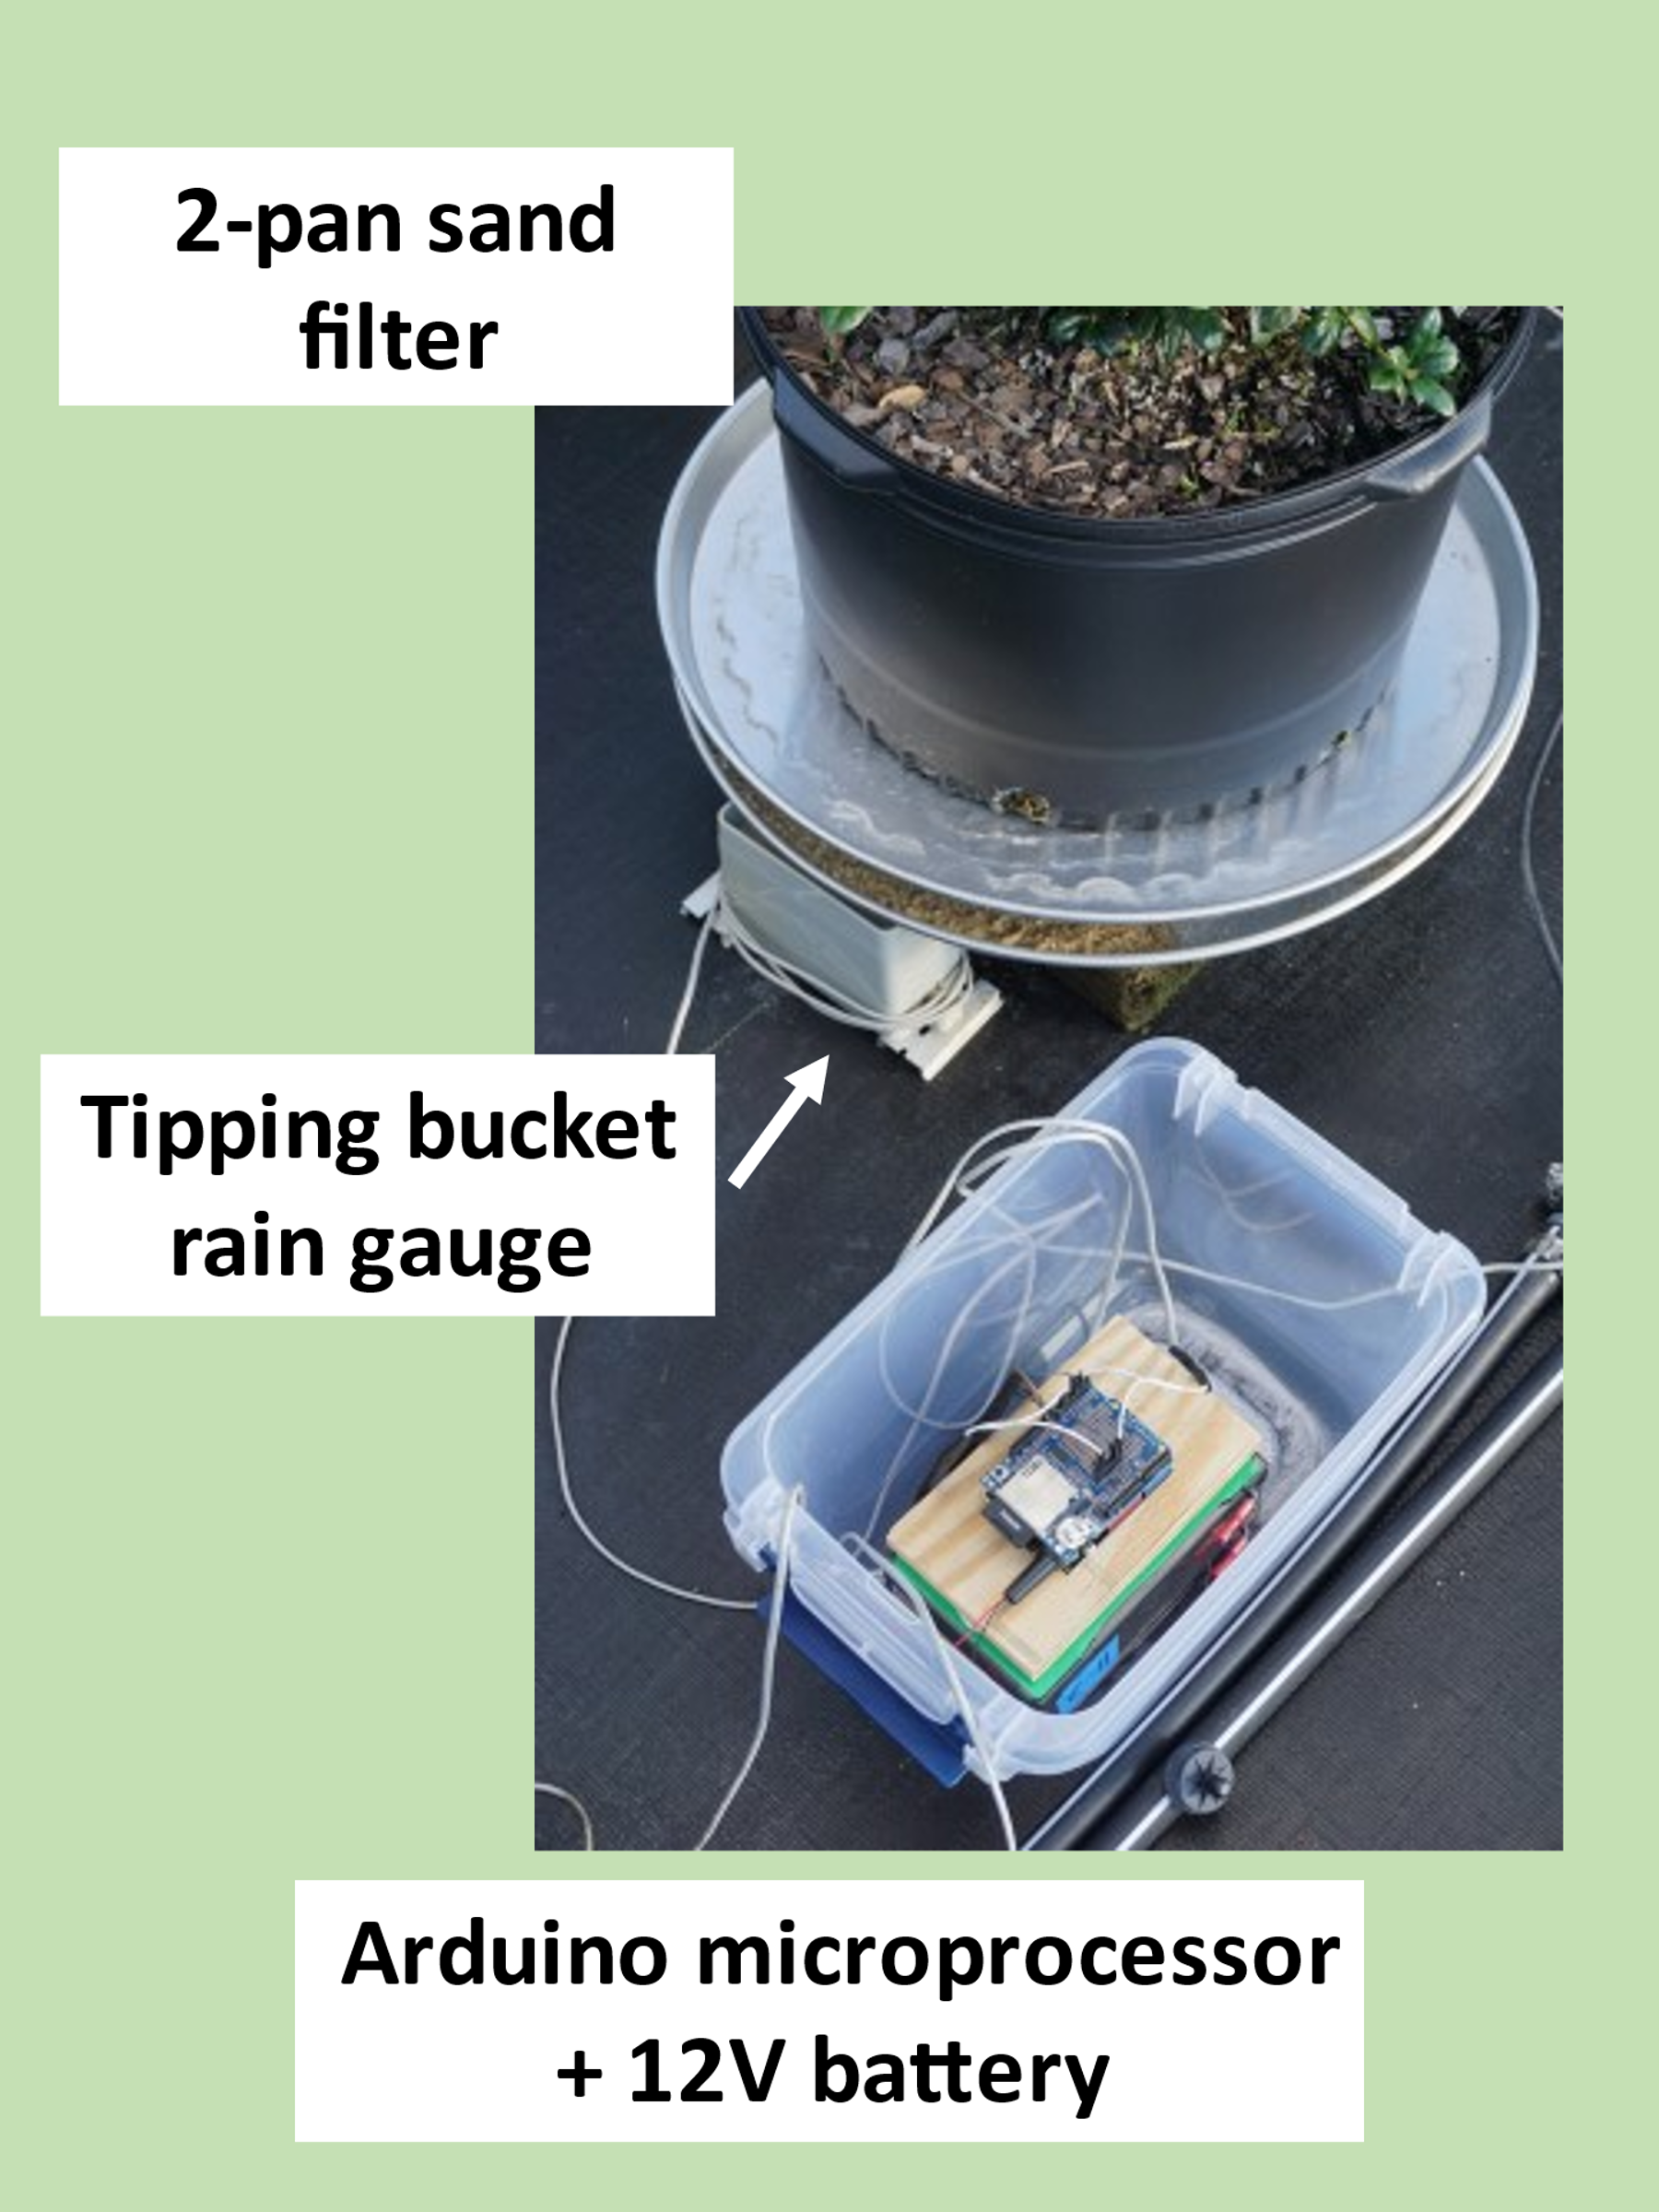 2-pan sand
filter
Tipping bucket
rain gauge
Arduino microprocessor
+ 12V battery